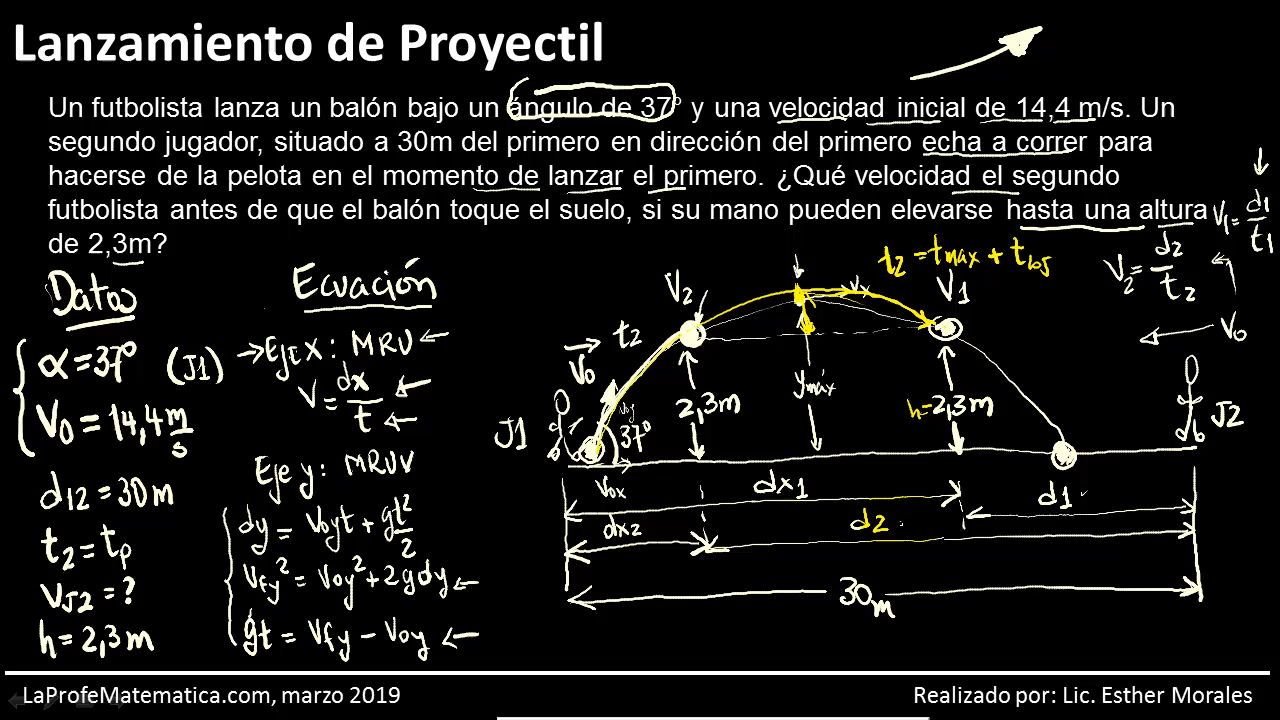 Lanzamiento de Proyectil
Un futbolista lanza un balón bajo un ángulo de 37° y una velocidad inicial de 14,4 m/s. Un
segundo jugador, situado a 30m del primero en dirección del primero echa a correr para
hacerse de la pelota en el momento de lanzar el primero. ¿Qué velocidad el segundo
futbolista antes de que el balón toque el suelo, si su mano pueden elevarse hasta una altura
de 2,3m?
V1 = d1/t1
V2 = d2/t2
t2 = tmax + t
Datos
α = 37° (J1)
V0 = 14,4 m/s
d12 = 30m
t2 = tp
VJ2 = ?
h = 2,3m
Ecuación
→ Eje x: MRU ←
V = dx/t
Eje y: MRUV
dy = Voyt + gt²/2
Vfy² = Voy² + 2gdy ←
gt = Vfy - Voy ←
V2
V1
Vx
V0
t2
V0
Voy
37°
2,3m
ymáx
h=2,3m
J1
J2
Vox
dx1
d1
dx2
d2
30m
LaProfeMatematica.com, marzo 2019
Realizado por: Lic. Esther Morales